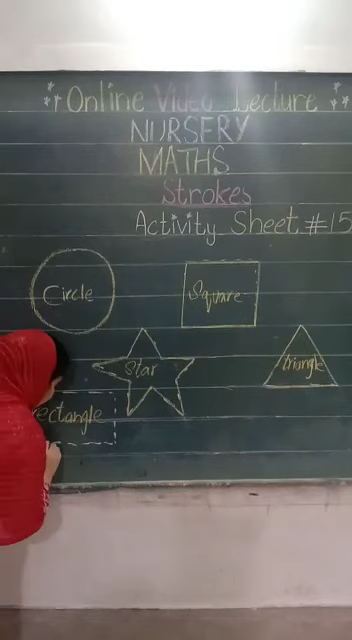 Online Video Lecture
NURSERY
MATHS
Strokes
Activity Sheet #15
Circle
Square
Star
triangle
ectangle